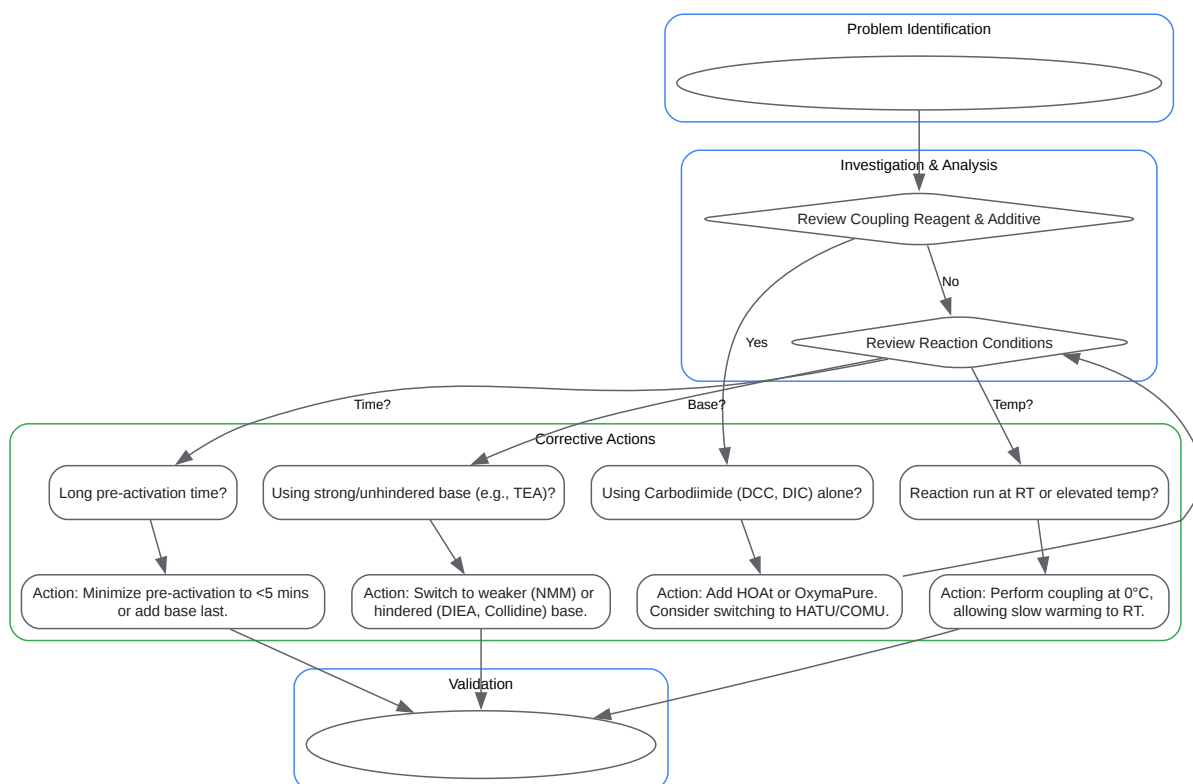 Problem Identification
Investigation & Analysis
Review Coupling Reagent & Additive
No
Yes
Review Reaction Conditions
Time?
Base?
Temp?
Corrective Actions
Long pre-activation time?
Using strong/unhindered base (e.g., TEA)?
Using Carbodiimide (DCC, DIC) alone?
Reaction run at RT or elevated temp?
Action: Minimize pre-activation to <5 mins
or add base last.
Action: Switch to weaker (NMM) or
hindered (DIEA, Collidine) base.
Action: Add HOAt or OxymaPure.
Consider switching to HATU/COMU.
Action: Perform coupling at 0°C,
allowing slow warming to RT.
Validation